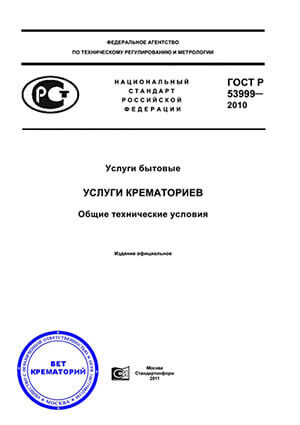 ФЕДЕРАЛЬНОЕ АГЕНТСТВО
ПО ТЕХНИЧЕСКОМУ РЕГУЛИРОВАНИЮ И МЕТРОЛОГИИ
НАЦИОНАЛЬНЫЙ
СТАНДАРТ
РОССИЙСКОЙ
ФЕДЕРАЦИИ
ГОСТ Р
53999—
2010
Услуги бытовые
УСЛУГИ КРЕМАТОРИЕВ
Общие технические условия
Издание официальное
ВЕТ
КРЕМАТОРИЙ
МОСКВА
Москва
Стандартинформ
2011